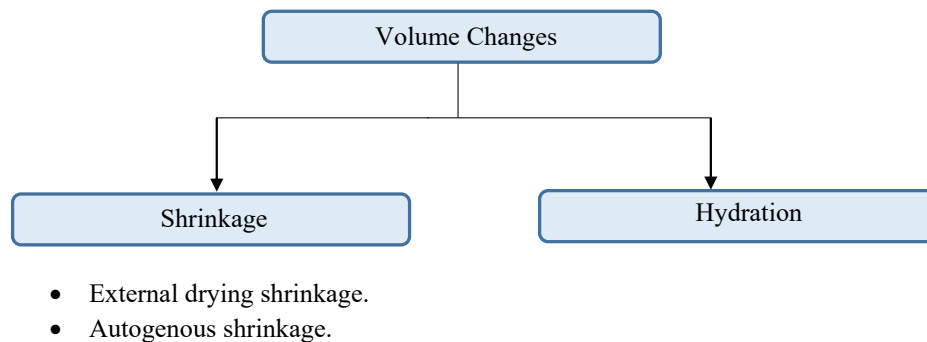 Volume Changes
Shrinkage
Hydration
• External drying shrinkage.
• Autogenous shrinkage.